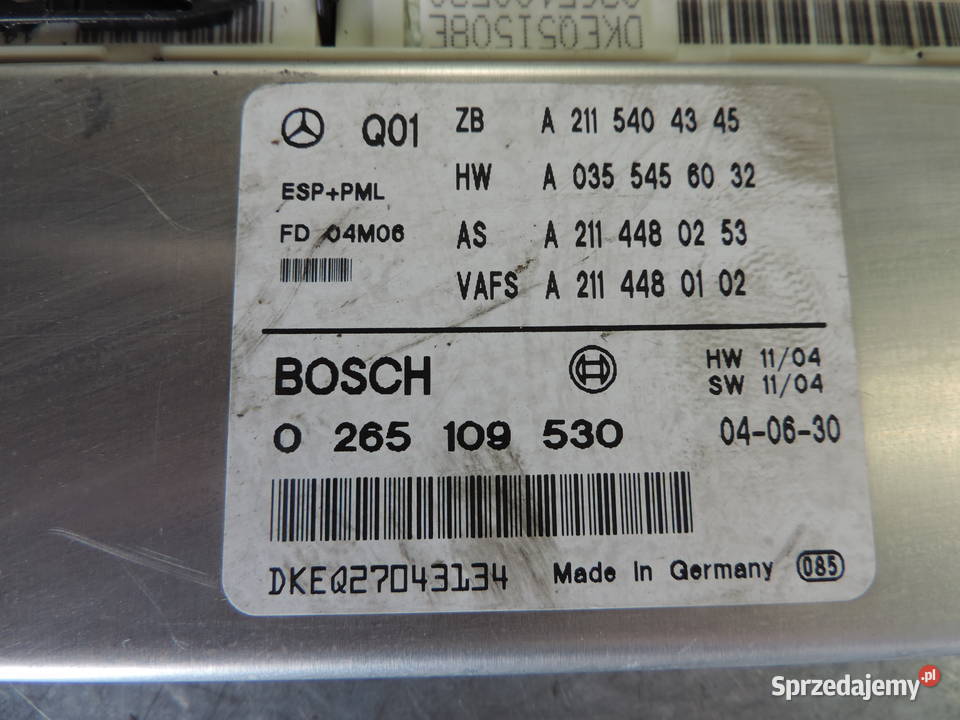 DKEQ51508E
Q01
ZB A 211 540 43 45
ESP+PML
HW A 035 545 60 32
FD 04M06
AS A 211 448 02 53
VAFS A 211 448 01 02
BOSCH
HW 11/04
SW 11/04
0 265 109 530
04-06-30
DKEQ27043134
Made in Germany 085
Sprzedajemy.pl